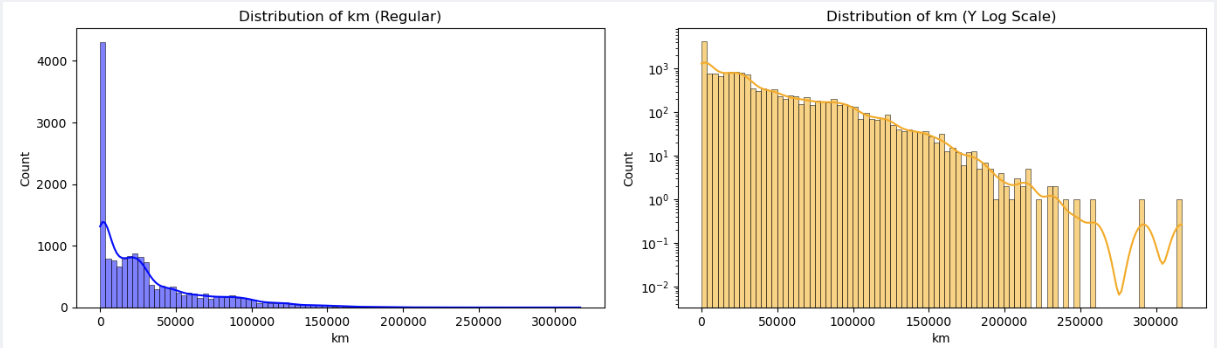 Distribution of km (Regular)
Count
4000
3000
2000
1000
0
0 50000 100000 150000 200000 250000 300000
km
Distribution of km (Y Log Scale)
Count
10³
10²
10¹
10⁰
10⁻¹
10⁻²
0 50000 100000 150000 200000 250000 300000
km